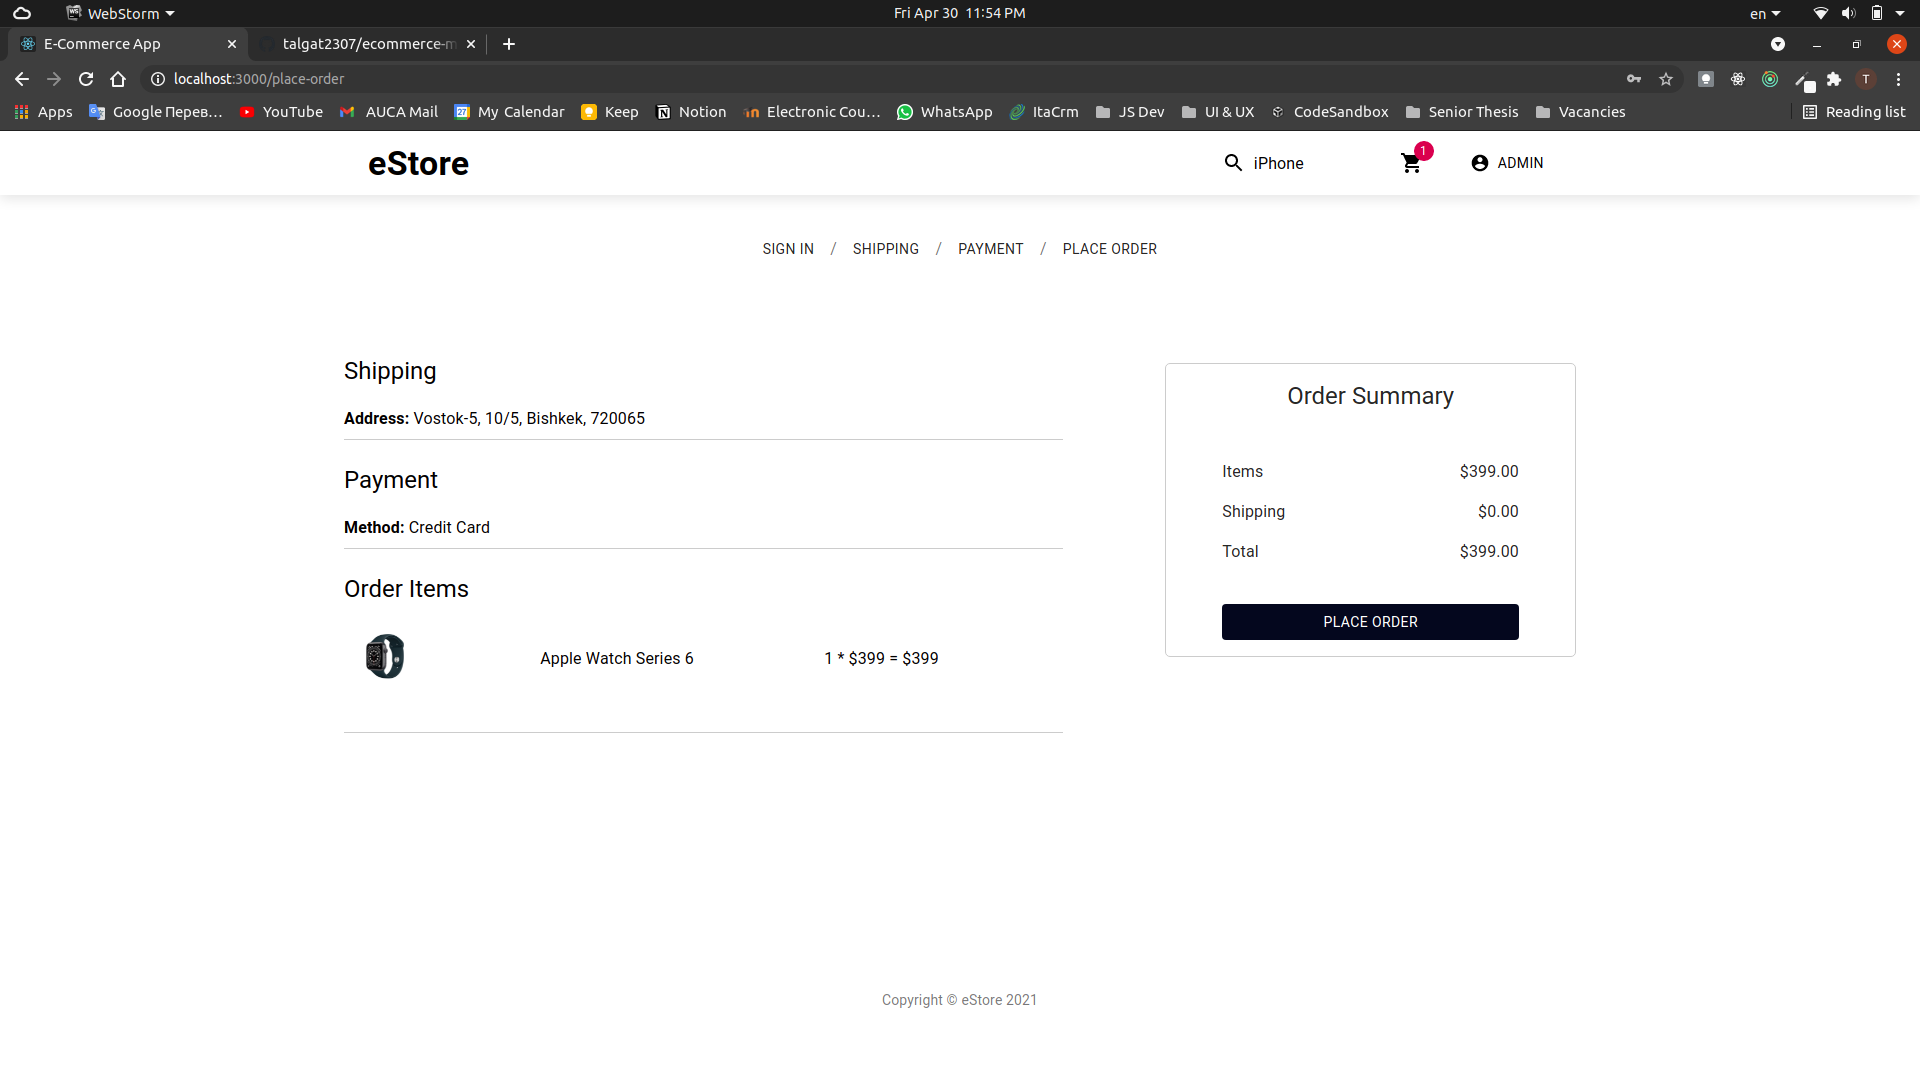 WebStorm
Fri Apr 30 11:54 PM
en
E-Commerce App
talgat2307/ecommerce-m
localhost:3000/place-order
T
Apps
Google Перев...
YouTube
AUCA Mail
27
My Calendar
Keep
Notion
Electronic Cou...
WhatsApp
ItaCrm
JS Dev
UI & UX
CodeSandbox
Senior Thesis
Vacancies
Reading list
eStore
iPhone
1
ADMIN
SIGN IN / SHIPPING / PAYMENT / PLACE ORDER
Shipping
Address: Vostok-5, 10/5, Bishkek, 720065
Payment
Method: Credit Card
Order Items
Apple Watch Series 6
1 * $399 = $399
Order Summary
Items $399.00
Shipping $0.00
Total $399.00
PLACE ORDER
Copyright © eStore 2021